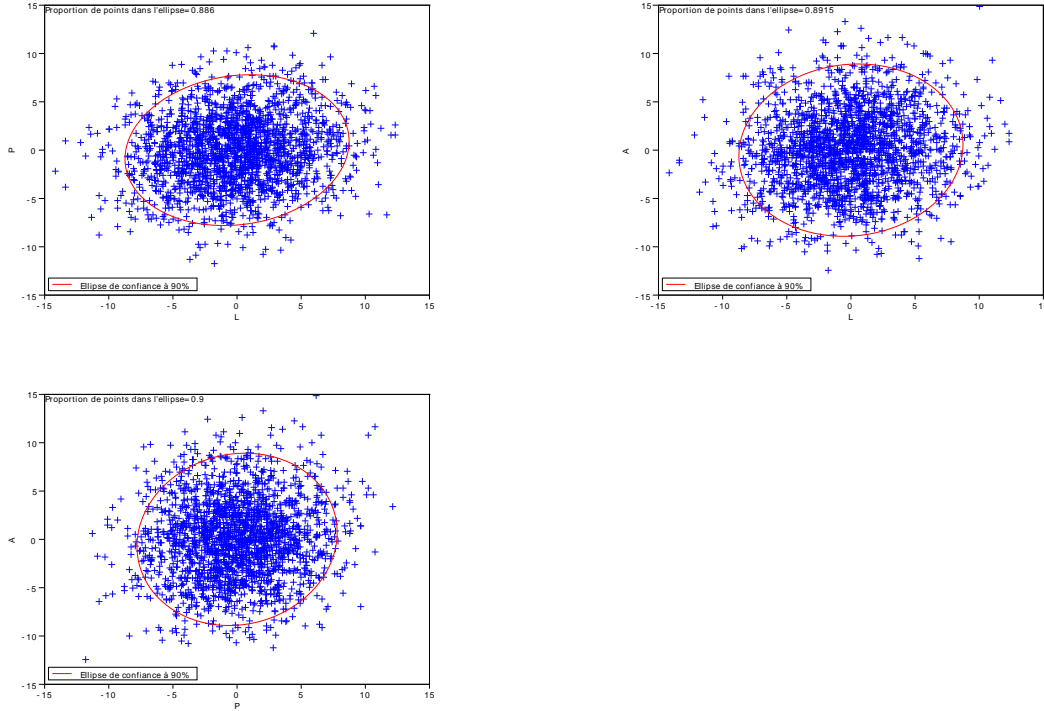 Proportion de points dans l'ellipse=0.886
15
10
5
0
-5
-10
-15
P
Ellipse de confiance à 90%
-15 -10 -5 0 5 10 15
L
Proportion de points dans l'ellipse=0.8915
15
10
5
0
-5
-10
-15
A
Ellipse de confiance à 90%
-15 -10 -5 0 5 10 15
L
Proportion de points dans l'ellipse=0.9
15
10
5
0
-5
-10
-15
A
Ellipse de confiance à 90%
-15 -10 -5 0 5 10 15
P